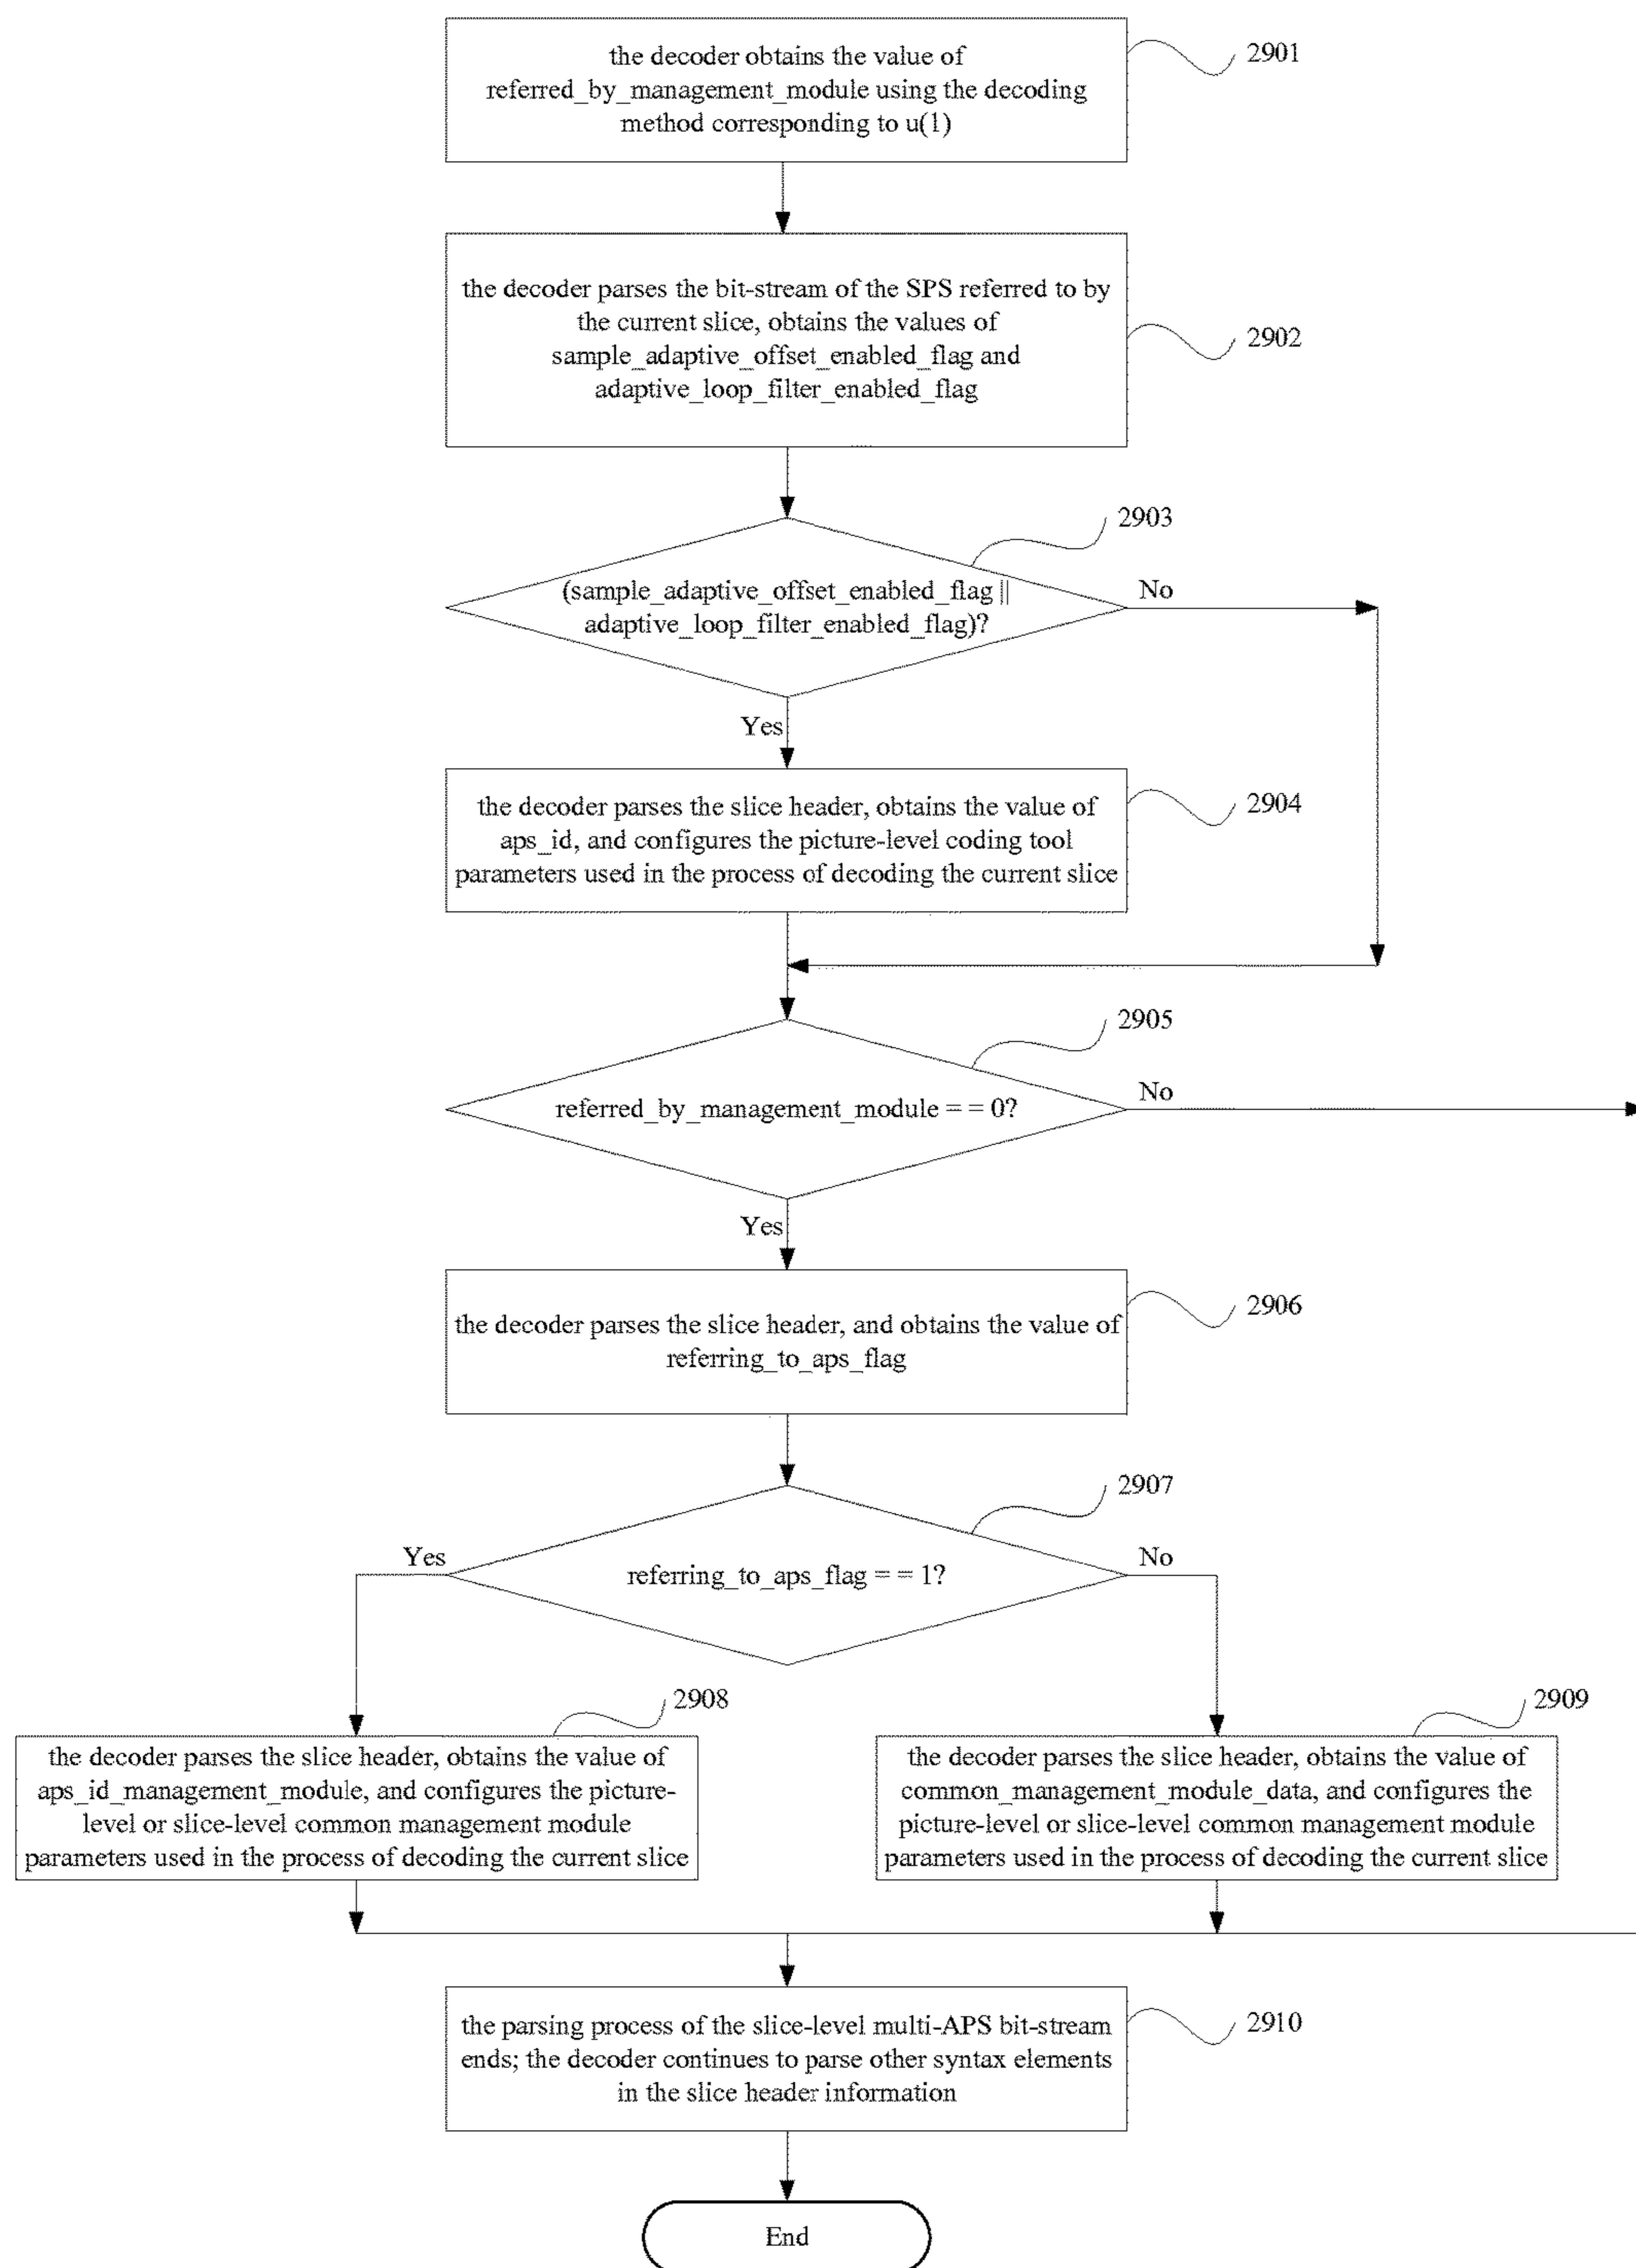 the decoder obtains the value of
referred_by_management_module using the decoding
method corresponding to u(1)
2901
the decoder parses the bit-stream of the SPS referred to by
the current slice, obtains the values of
sample_adaptive_offset_enabled_flag and
adaptive_loop_filter_enabled_flag
2902
2903
(sample_adaptive_offset_enabled_flag ||
adaptive_loop_filter_enabled_flag)?
No
Yes
the decoder parses the slice header, obtains the value of
aps_id, and configures the picture-level coding tool
parameters used in the process of decoding the current slice
2904
2905
referred_by_management_module = = 0?
No
Yes
the decoder parses the slice header, and obtains the value of
referring_to_aps_flag
2906
2907
Yes
referring_to_aps_flag = = 1?
No
2908
the decoder parses the slice header, obtains the value of
aps_id_management_module, and configures the picture-
level or slice-level common management module
parameters used in the process of decoding the current slice
2909
the decoder parses the slice header, obtains the value of
common_management_module_data, and configures the
picture-level or slice-level common management module
parameters used in the process of decoding the current slice
the parsing process of the slice-level multi-APS bit-stream
ends; the decoder continues to parse other syntax elements
in the slice header information
2910
End